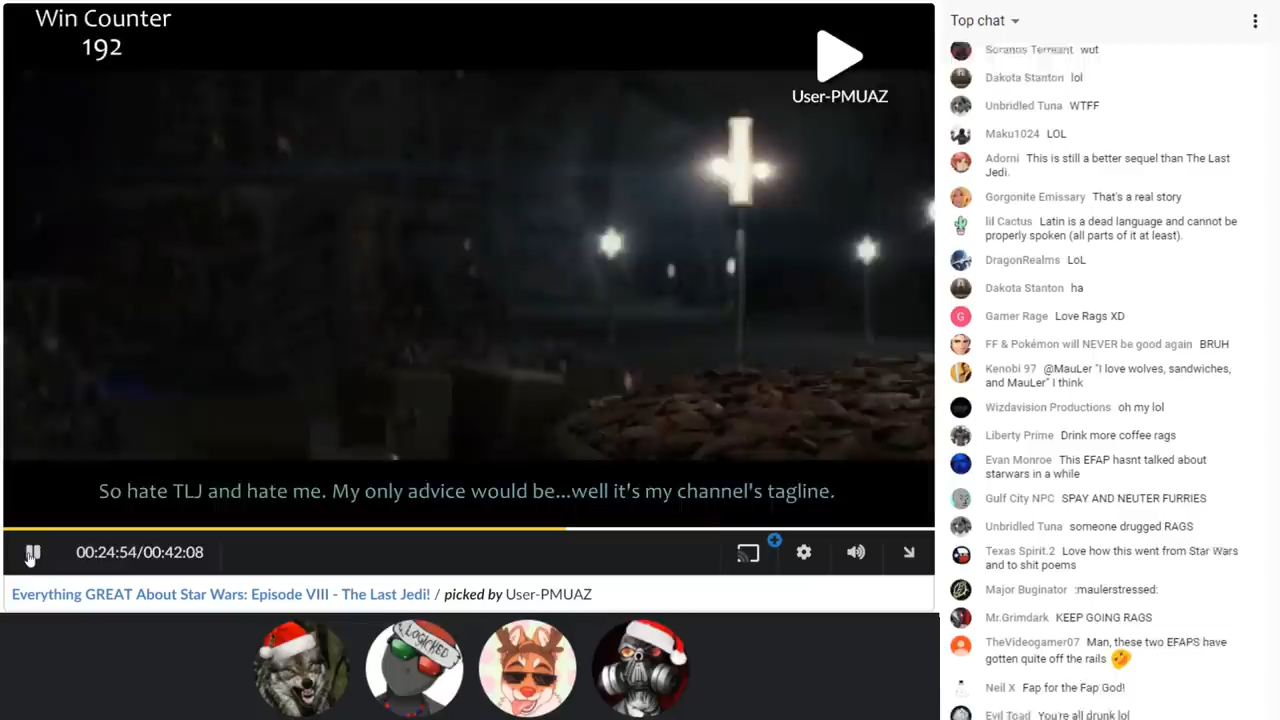 Win Counter
192
User-PMUAZ
So hate TLJ and hate me. My only advice would be...well it's my channel's tagline.
00:24:54/00:42:08
Everything GREAT About Star Wars: Episode VIII - The Last Jedi! / picked by User-PMUAZ
LOGICKED
Top chat
Soranos Terreant wut
Dakota Stanton lol
Unbridled Tuna WTFF
Maku1024 LOL
Adorni This is still a better sequel than The Last
Jedi.
Gorgonite Emissary That's a real story
lil Cactus Latin is a dead language and cannot be
properly spoken (all parts of it at least).
DragonRealms LoL
Dakota Stanton ha
G Gamer Rage Love Rags XD
FF & Pokémon will NEVER be good again BRUH
Kenobi 97 @MauLer "I love wolves, sandwiches,
and MauLer" I think
Wizdavision Productions oh my lol
Liberty Prime Drink more coffee rags
Evan Monroe This EFAP hasnt talked about
starwars in a while
Gulf City NPC SPAY AND NEUTER FURRIES
Unbridled Tuna someone drugged RAGS
Texas Spirit.2 Love how this went from Star Wars
and to shit poems
Major Buginator :maulerstressed:
Mr.Grimdark KEEP GOING RAGS
TheVideogamer07 Man, these two EFAPS have
gotten quite off the rails
Neil X Fap for the Fap God!
Evil Toad You're all drunk lol